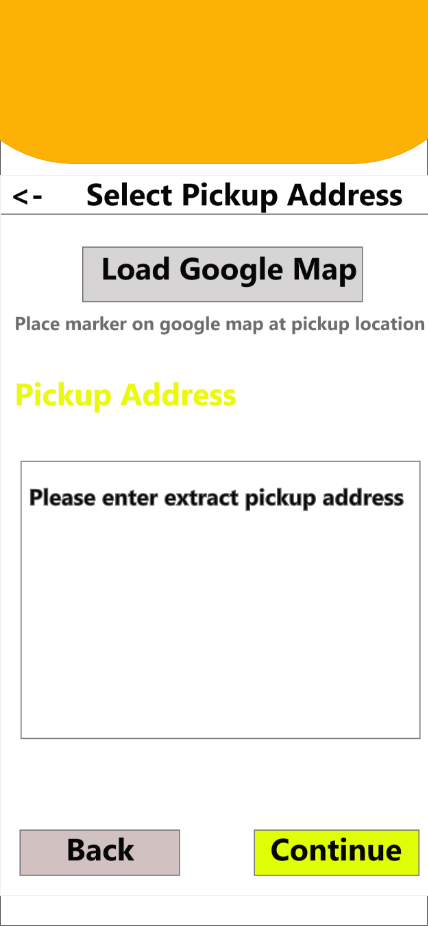 <- Select Pickup Address
Load Google Map
Place marker on google map at pickup location
Pickup Address
Please enter extract pickup address
Back Continue